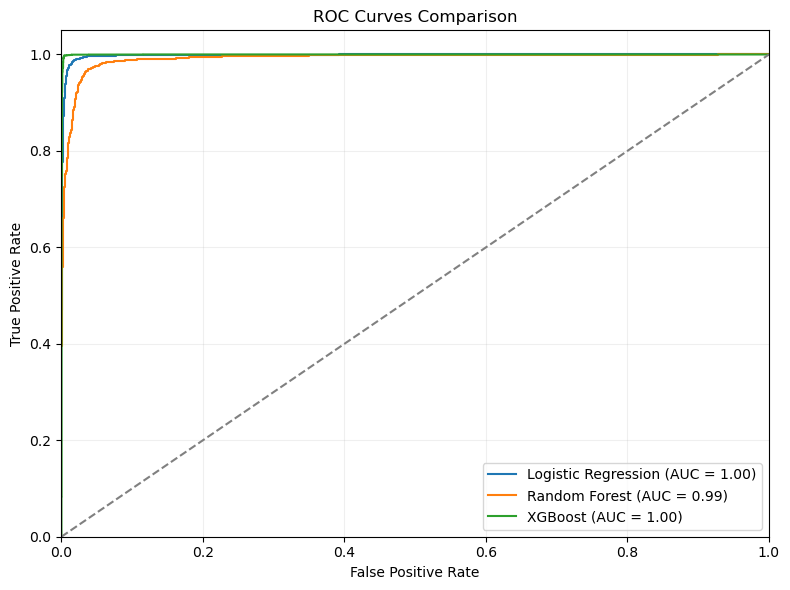 ROC Curves Comparison
True Positive Rate
1.0
0.8
0.6
0.4
0.2
0.0
0.0 0.2 0.4 0.6 0.8 1.0
False Positive Rate
Logistic Regression (AUC = 1.00)
Random Forest (AUC = 0.99)
XGBoost (AUC = 1.00)